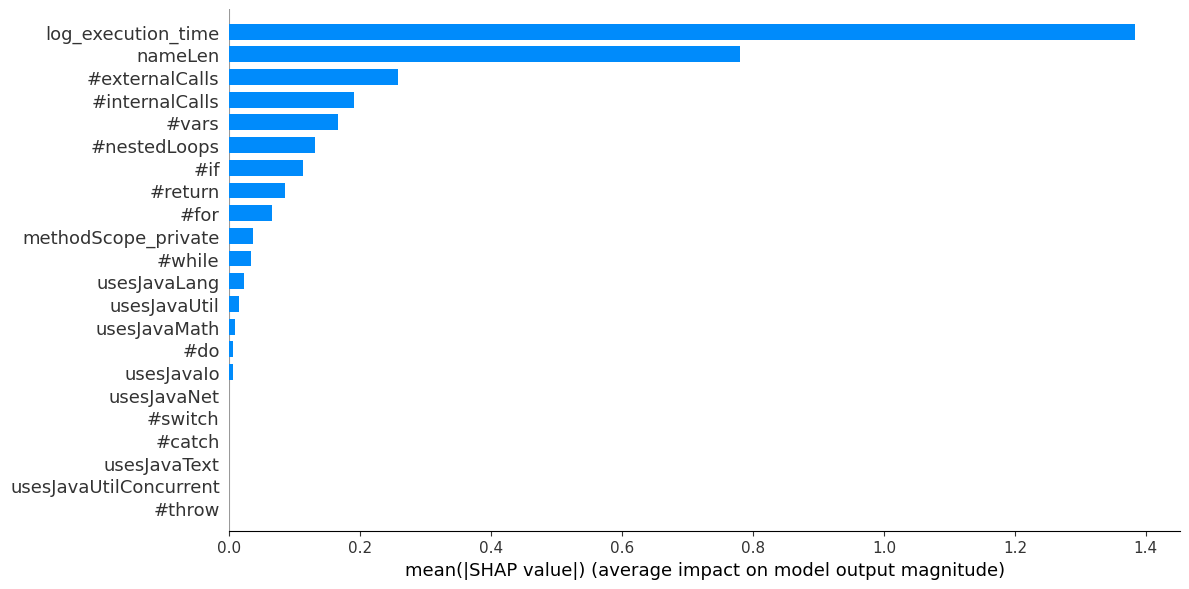 log_execution_time
nameLen
#externalCalls
#internalCalls
#vars
#nestedLoops
#if
#return
#for
methodScope_private
#while
usesJavaLang
usesJavaUtil
usesJavaMath
#do
usesJavaIo
usesJavaNet
#switch
#catch
usesJavaText
usesJavaUtilConcurrent
#throw
0.0 0.2 0.4 0.6 0.8 1.0 1.2 1.4
mean(|SHAP value|) (average impact on model output magnitude)